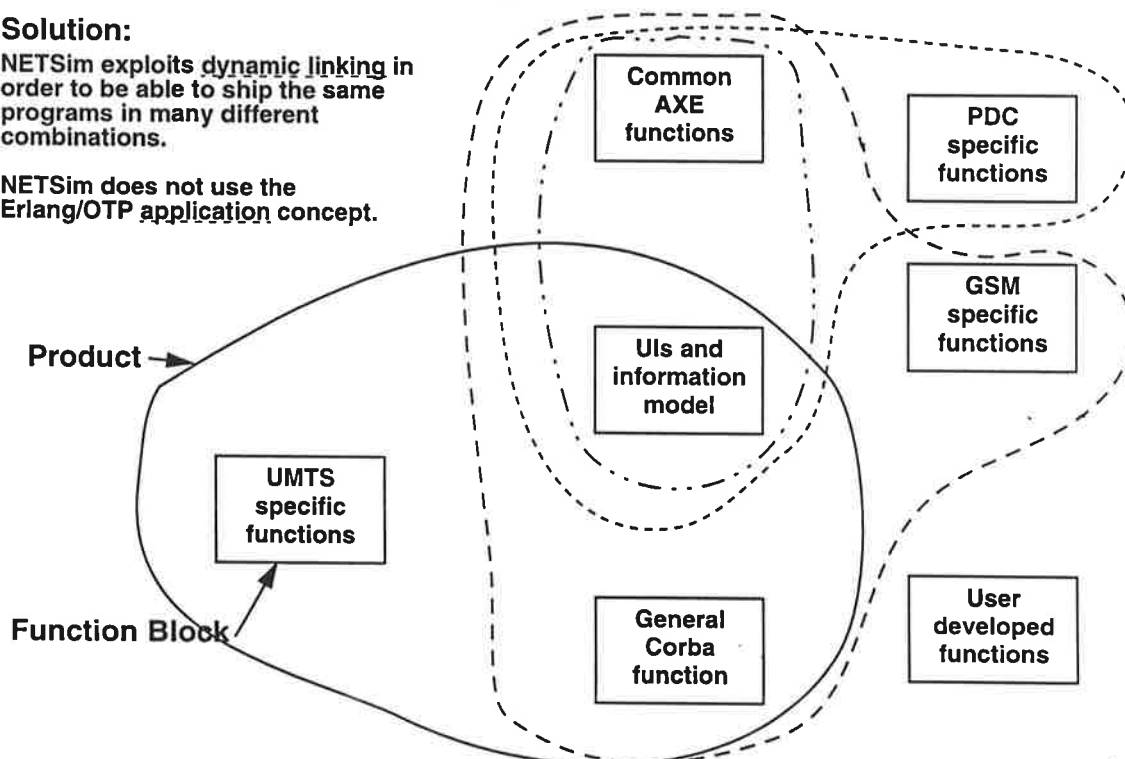 Solution:
NETSim exploits dynamic linking in
order to be able to ship the same
programs in many different
combinations.
NETSim does not use the
Erlang/OTP application concept.
Common
AXE
functions
PDC
specific
functions
GSM
specific
functions
Product
UIs and
information
model
UMTS
specific
functions
Function Block
General
Corba
function
User
developed
functions